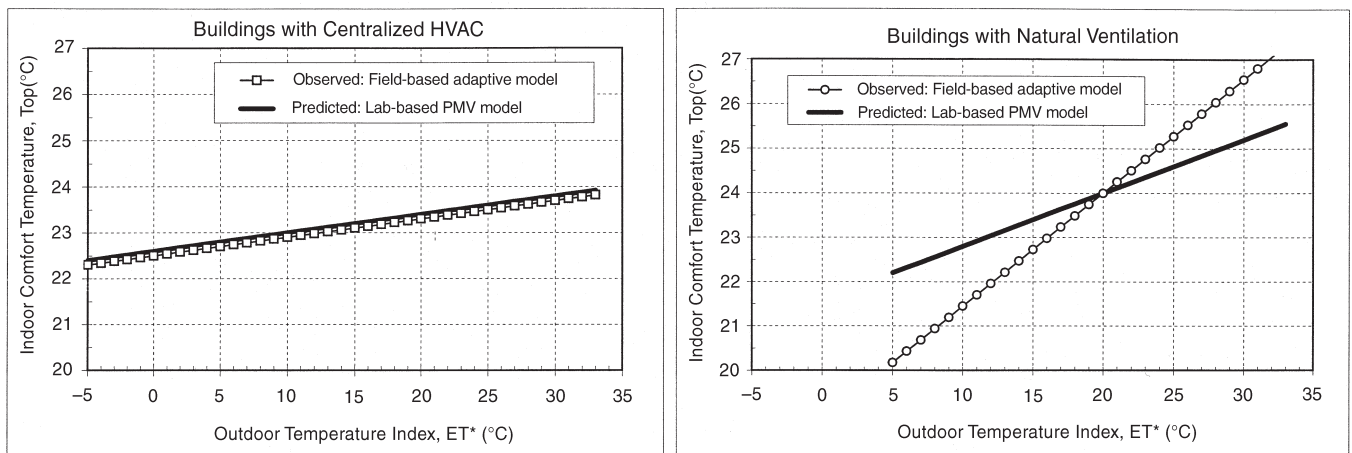 Buildings with Centralized HVAC
Observed: Field-based adaptive model
Predicted: Lab-based PMV model
Indoor Comfort Temperature, Top(°C)
27
26
25
24
23
22
21
20
–5 0 5 10 15 20 25 30 35
Outdoor Temperature Index, ET* (°C)
Buildings with Natural Ventilation
Observed: Field-based adaptive model
Predicted: Lab-based PMV model
Indoor Comfort Temperature, Top(°C)
27
26
25
24
23
22
21
20
–5 0 5 10 15 20 25 30 35
Outdoor Temperature Index, ET* (°C)